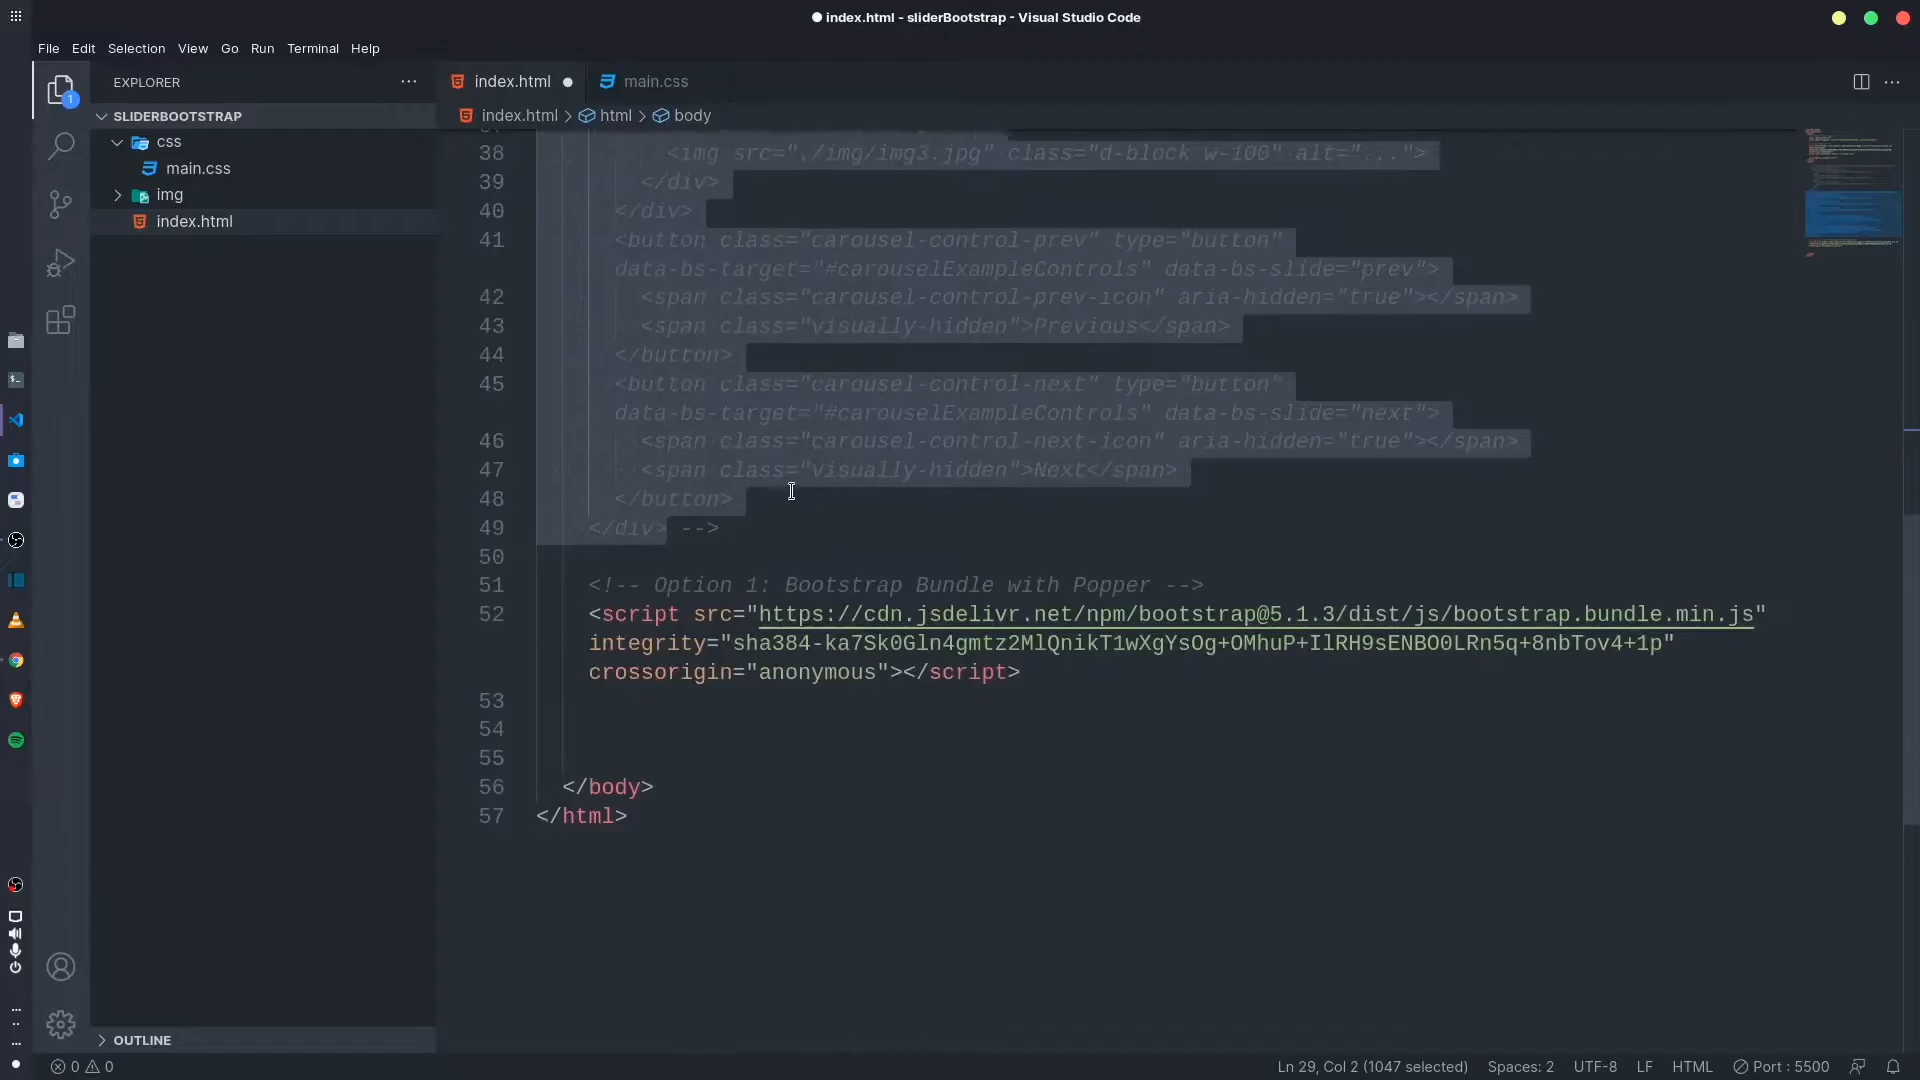 index.html - sliderBootstrap - Visual Studio Code
File Edit Selection View Go Run Terminal Help
EXPLORER
index.html
main.css
1
SLIDERBOOTSTRAP
index.html > html > body
css
main.css
img
index.html
38 <img src="./img/img3.jpg" class="d-block w-100" alt="...">
39 </div>
40 </div>
41 <button class="carousel-control-prev" type="button"
data-bs-target="#carouselExampleControls" data-bs-slide="prev">
42 <span class="carousel-control-prev-icon" aria-hidden="true"></span>
43 <span class="visually-hidden">Previous</span>
44 </button>
45 <button class="carousel-control-next" type="button"
data-bs-target="#carouselExampleControls" data-bs-slide="next">
46 <span class="carousel-control-next-icon" aria-hidden="true"></span>
47 <span class="visually-hidden">Next</span>
48 </button>
49 </div> -->
50
51 <!-- Option 1: Bootstrap Bundle with Popper -->
52 <script src="https://cdn.jsdelivr.net/npm/bootstrap@5.1.3/dist/js/bootstrap.bundle.min.js"
integrity="sha384-ka7Sk0Gln4gmtz2MlQnikT1wXgYsOg+OMhuP+IlRH9sENBO0LRn5q+8nbTov4+1p"
crossorigin="anonymous"></script>
53
54
55
56 </body>
57 </html>
OUTLINE
0 0
Ln 29, Col 2 (1047 selected) Spaces: 2 UTF-8 LF HTML Port : 5500